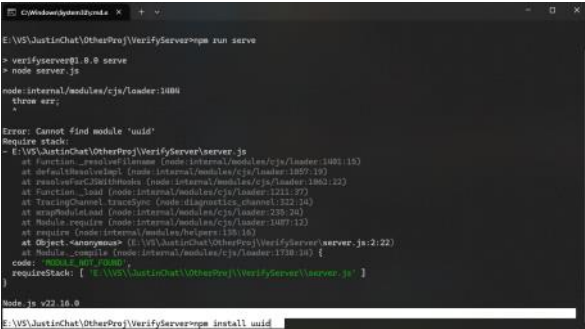 C:\Windows\System32\cmd.e
E:\VS\JustinChat\OtherProj\VerifyServer>npm run serve
> verifyserver@1.0.0 serve
> node server.js
node:internal/modules/cjs/loader:1404
throw err;
^
Error: Cannot find module 'uuid'
Require stack:
- E:\VS\JustinChat\OtherProj\VerifyServer\server.js
at Function._resolveFilename (node:internal/modules/cjs/loader:1401:15)
at defaultResolveImpl (node:internal/modules/cjs/loader:1057:19)
at resolveForCJSWithHooks (node:internal/modules/cjs/loader:1062:22)
at Function._load (node:internal/modules/cjs/loader:1211:37)
at TracingChannel.traceSync (node:diagnostics_channel:322:14)
at wrapModuleLoad (node:internal/modules/cjs/loader:235:24)
at Module.require (node:internal/modules/cjs/loader:1487:12)
at require (node:internal/modules/helpers:135:16)
at Object.<anonymous> (E:\VS\JustinChat\OtherProj\VerifyServer\server.js:2:22)
at Module._compile (node:internal/modules/cjs/loader:1730:14) {
code: 'MODULE_NOT_FOUND',
requireStack: [ 'E:\\VS\\JustinChat\\OtherProj\\VerifyServer\\server.js' ]
}
Node.js v22.16.0
E:\VS\JustinChat\OtherProj\VerifyServer>npm install uuid